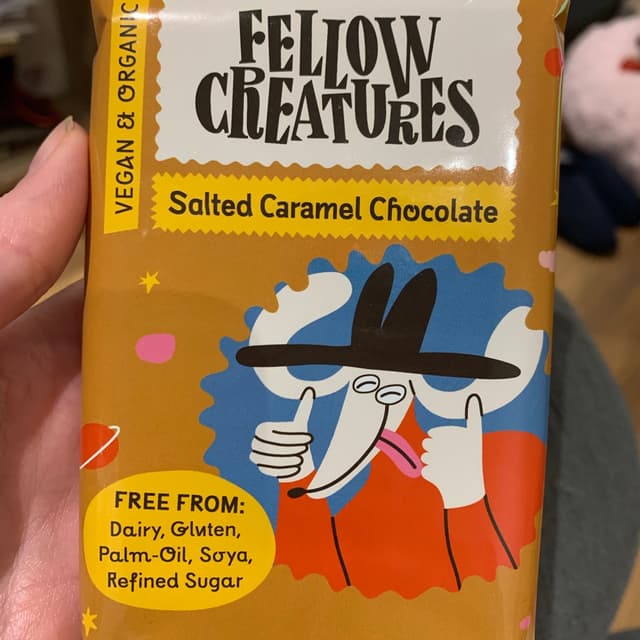 VEGAN & ORGANIC
FELLOW
CREATURES
Salted Caramel Chocolate
FREE FROM:
Dairy, Gluten,
Palm-Oil, Soya,
Refined Sugar